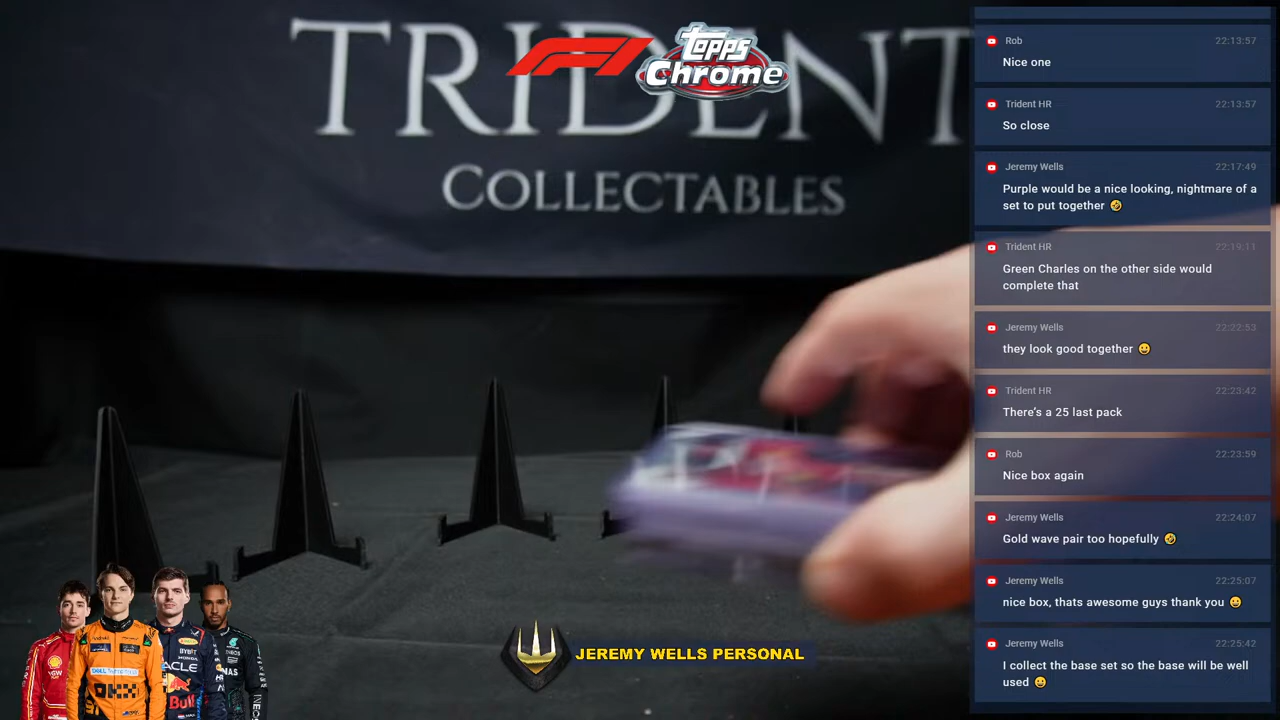 TRIDENT
COLLECTABLES
F1
Topps
Chrome
JEREMY WELLS PERSONAL
Rob 22:13:57
Nice one
Trident HR 22:13:57
So close
Jeremy Wells 22:17:49
Purple would be a nice looking, nightmare of a
set to put together 🤣
Trident HR 22:19:11
Green Charles on the other side would
complete that
Jeremy Wells 22:22:53
they look good together 😀
Trident HR 22:23:42
There's a 25 last pack
Rob 22:23:59
Nice box again
Jeremy Wells 22:24:07
Gold wave pair too hopefully 🤣
Jeremy Wells 22:25:07
nice box, thats awesome guys thank you 😀
Jeremy Wells 22:25:42
I collect the base set so the base will be well
used 😀